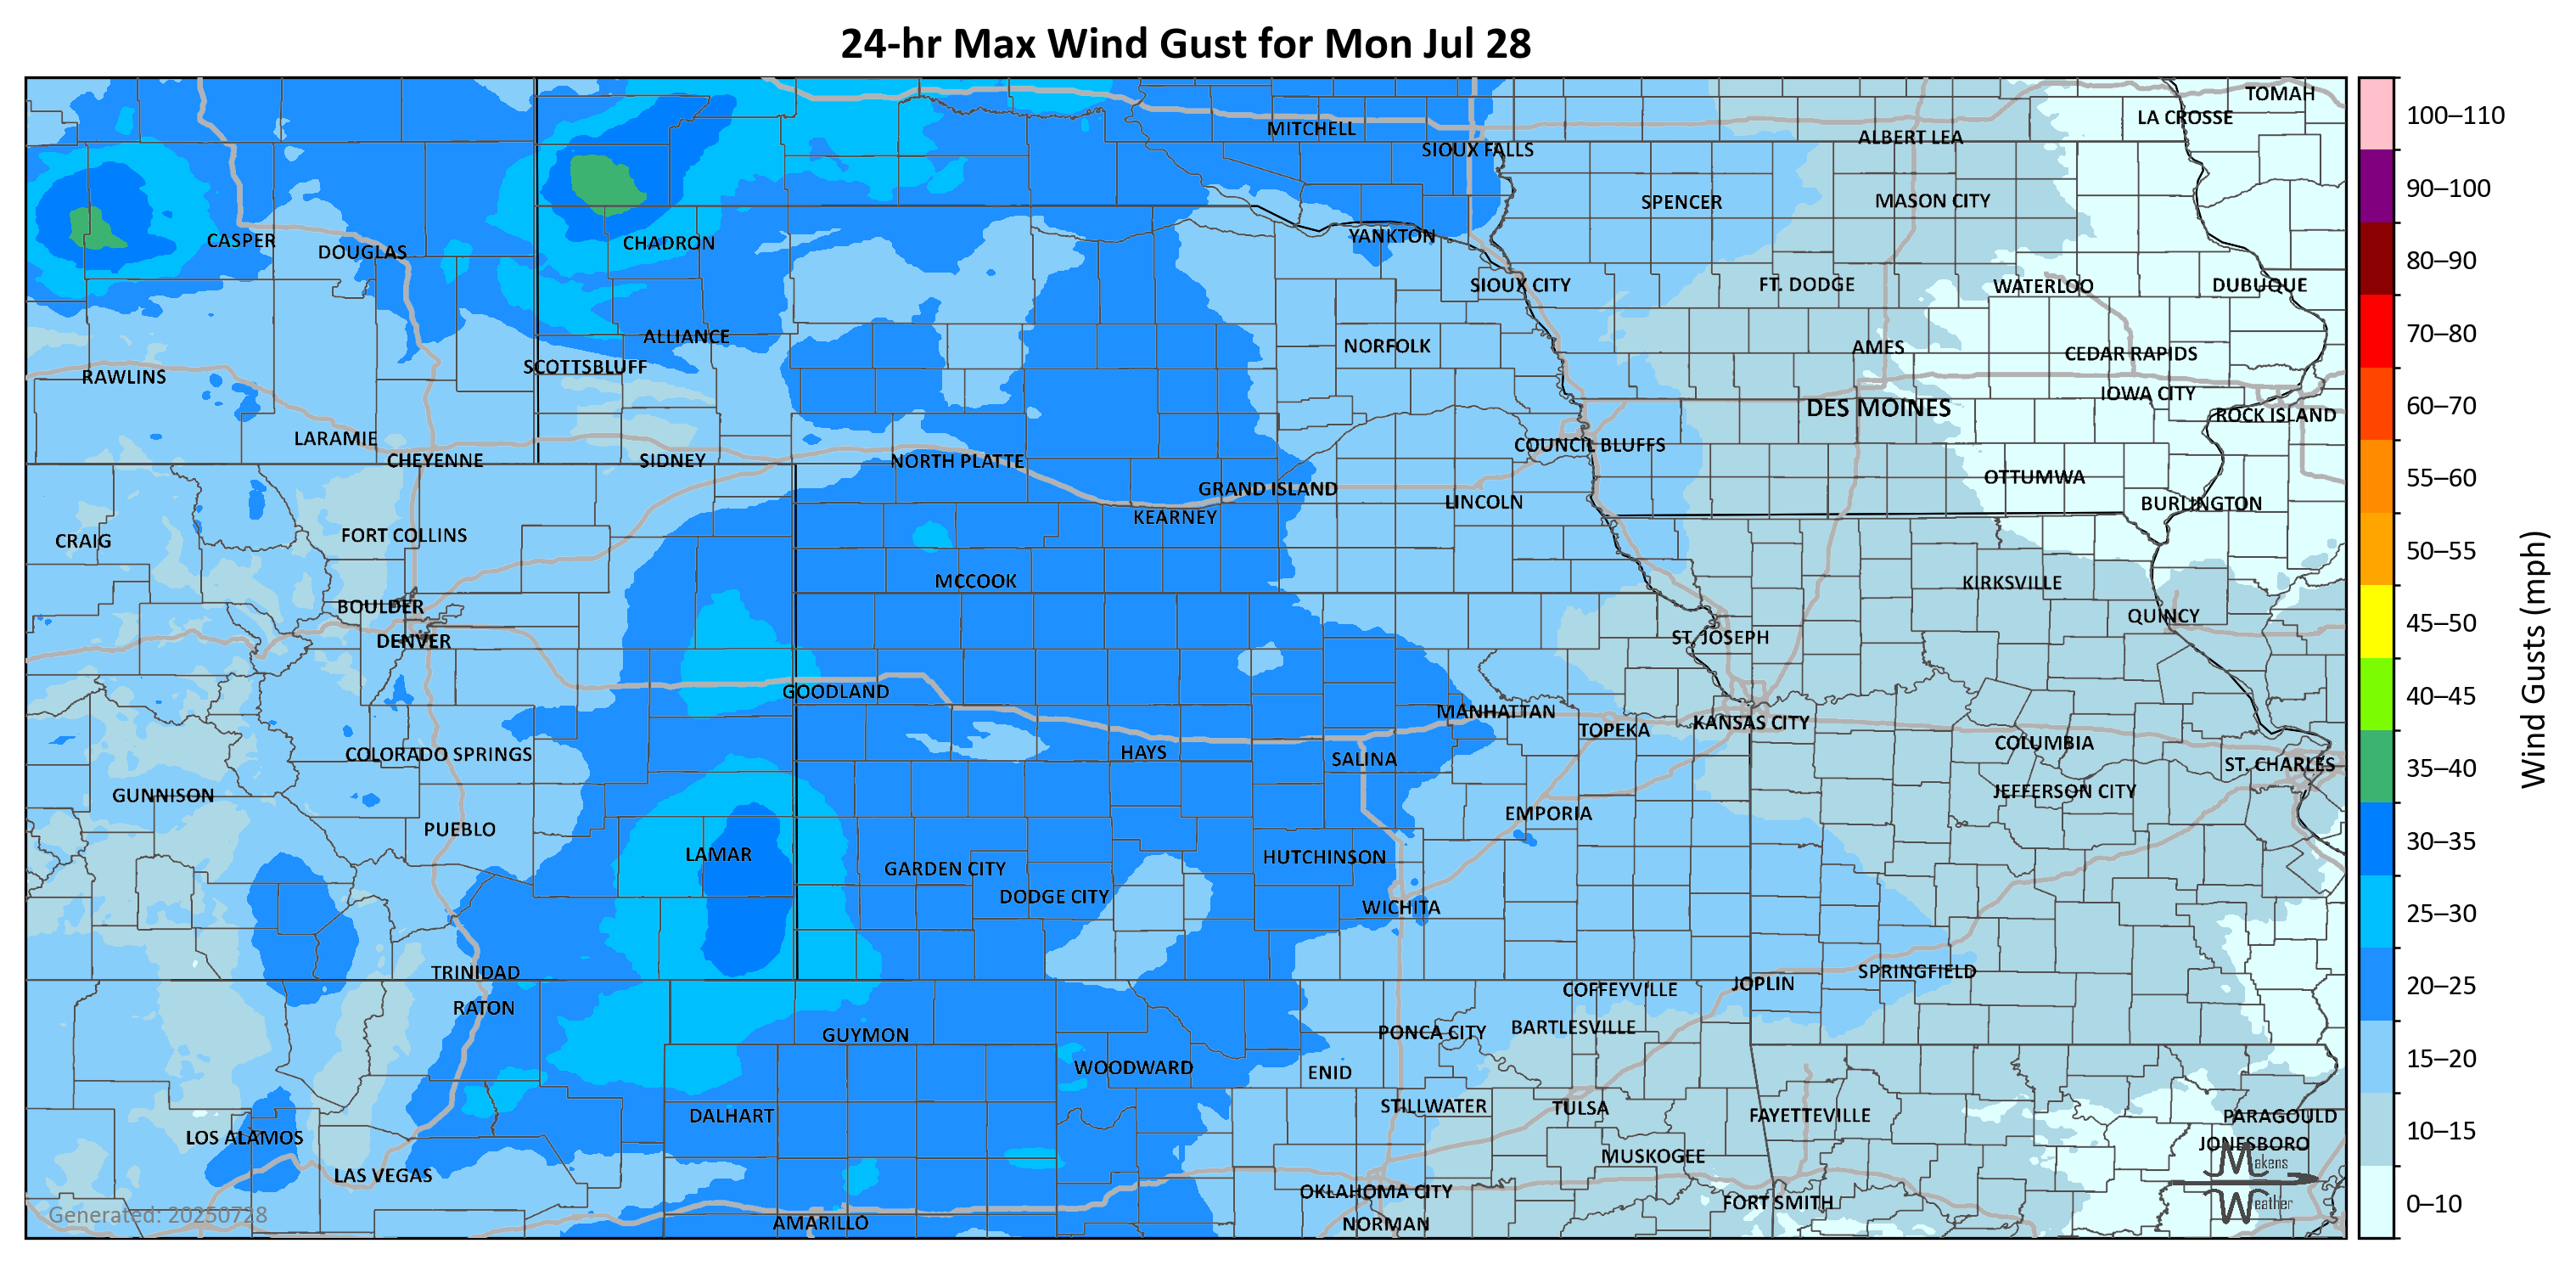 24-hr Max Wind Gust for Mon Jul 28
TOMAH
LA CROSSE
MITCHELL
ALBERT LEA
SIOUX FALLS
SPENCER
MASON CITY
CASPER
DOUGLAS
CHADRON
YANKTON
SIOUX CITY
FT. DODGE
WATERLOO
DUBUQUE
ALLIANCE
NORFOLK
AMES
CEDAR RAPIDS
SCOTTSBLUFF
RAWLINS
IOWA CITY
DES MOINES
ROCK ISLAND
LARAMIE
COUNCIL BLUFFS
CHEYENNE
SIDNEY
NORTH PLATTE
OTTUMWA
GRAND ISLAND
LINCOLN
BURLINGTON
KEARNEY
CRAIG
FORT COLLINS
MCCOOK
KIRKSVILLE
BOULDER
QUINCY
DENVER
ST. JOSEPH
GOODLAND
MANHATTAN
TOPEKA
KANSAS CITY
COLORADO SPRINGS
HAYS
SALINA
COLUMBIA
ST. CHARLES
GUNNISON
JEFFERSON CITY
PUEBLO
EMPORIA
LAMAR
GARDEN CITY
HUTCHINSON
DODGE CITY
WICHITA
TRINIDAD
SPRINGFIELD
JOPLIN
RATON
COFFEYVILLE
GUYMON
PONCA CITY
BARTLESVILLE
WOODWARD
ENID
DALHART
STILLWATER
TULSA
FAYETTEVILLE
PARAGOULD
LOS ALAMOS
JONESBORO
LAS VEGAS
MUSKOGEE
OKLAHOMA CITY
FORT SMITH
AMARILLO
NORMAN
Makens
Weather
Generated: 20250728
100–110
90–100
80–90
70–80
60–70
55–60
50–55
45–50
40–45
35–40
30–35
25–30
20–25
15–20
10–15
0–10
Wind Gusts (mph)